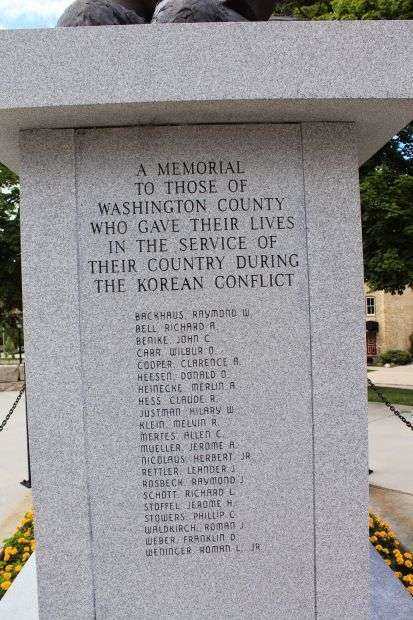 A MEMORIAL
TO THOSE OF
WASHINGTON COUNTY
WHO GAVE THEIR LIVES
IN THE SERVICE OF
THEIR COUNTRY DURING
THE KOREAN CONFLICT
BACKHAUS, RAYMOND W.
BELL, RICHARD A.
BENIKE, JOHN C.
CARR, WILBUR O.
COOPER, CLARENCE A.
HEESEN, DONALD D.
HEINECKE, MERLIN A.
HESS, CLAUDE R.
JUSTMAN, HILARY W.
KLEIN, MELVIN R.
MERTES, ALLEN C.
MUELLER, JEROME A.
NICOLAUS, HERBERT, JR.
RETTLER, LEANDER J.
ROSBECK, RAYMOND J.
SCHOTT, RICHARD L.
STOFFEL, JEROME H.
STOWERS, PHILLIP C.
WALDKIRCH, ROMAN J.
WEBER, FRANKLIN D.
WENINGER, ROMAN L., JR.